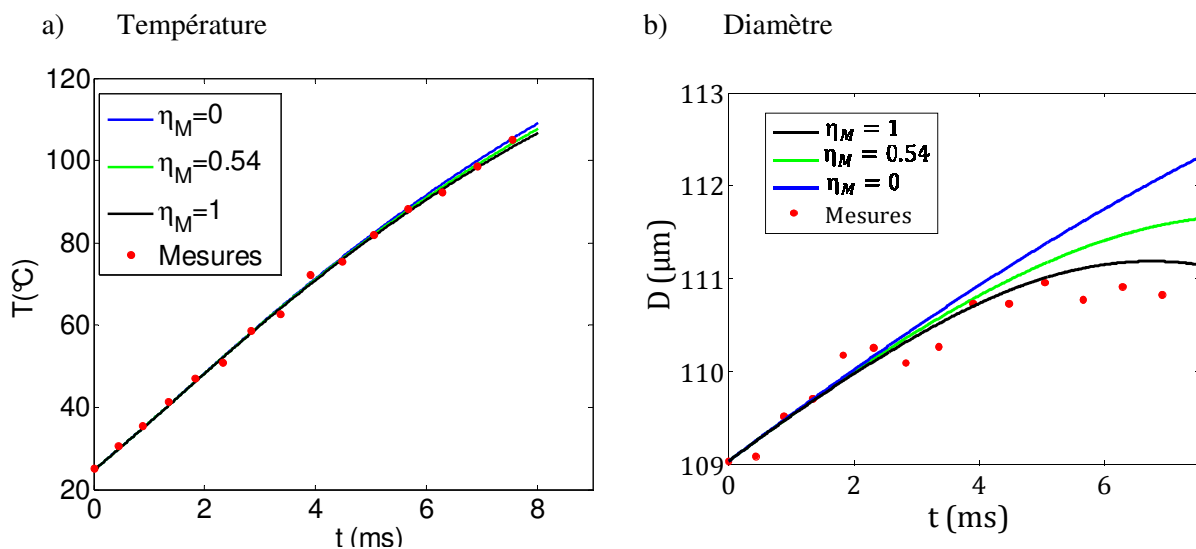 a) Température
120
100
80
60
40
20
T(°C)
η_M=0
η_M=0.54
η_M=1
Mesures
0 2 4 6 8
t (ms)
b) Diamètre
113
112
111
110
109
D (μm)
η_M = 1
η_M = 0.54
η_M = 0
Mesures
0 2 4 6
t (ms)